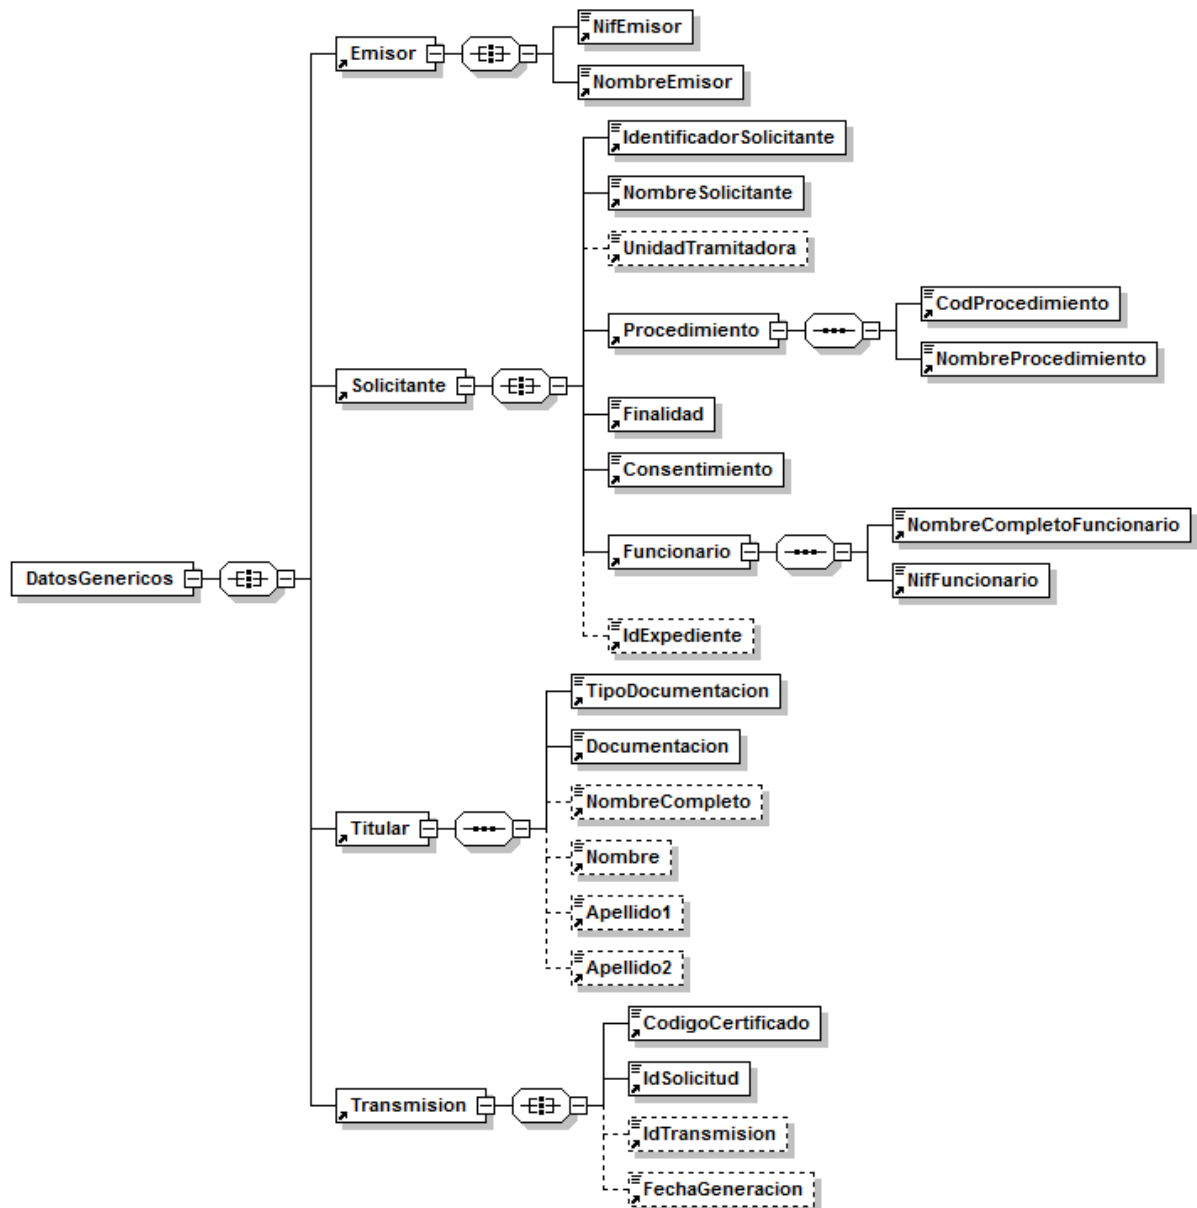 DatosGenericos
Emisor
NifEmisor
NombreEmisor
Solicitante
IdentificadorSolicitante
NombreSolicitante
UnidadTramitadora
Procedimiento
CodProcedimiento
NombreProcedimiento
Finalidad
Consentimiento
Funcionario
NombreCompletoFuncionario
NifFuncionario
IdExpediente
Titular
TipoDocumentacion
Documentacion
NombreCompleto
Nombre
Apellido1
Apellido2
Transmision
CodigoCertificado
IdSolicitud
IdTransmision
FechaGeneracion